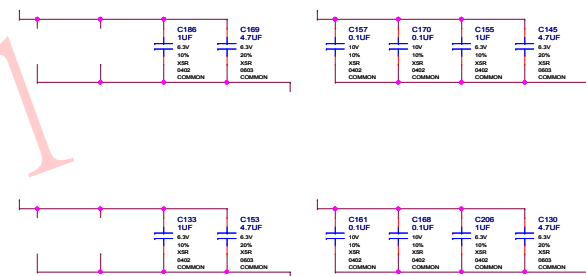 C186
1UF
6.3V
10%
X5R
0402
COMMON
C169
4.7UF
6.3V
20%
X5R
0603
COMMON
C157
0.1UF
10V
10%
X5R
0402
COMMON
C170
0.1UF
10V
10%
X5R
0402
COMMON
C155
1UF
6.3V
10%
X5R
0402
COMMON
C145
4.7UF
6.3V
20%
X5R
0603
COMMON
C133
1UF
6.3V
10%
X5R
0402
COMMON
C153
4.7UF
6.3V
20%
X5R
0603
COMMON
C161
0.1UF
10V
10%
X5R
0402
COMMON
C168
0.1UF
10V
10%
X5R
0402
COMMON
C206
1UF
6.3V
10%
X5R
0402
COMMON
C130
4.7UF
6.3V
20%
X5R
0603
COMMON